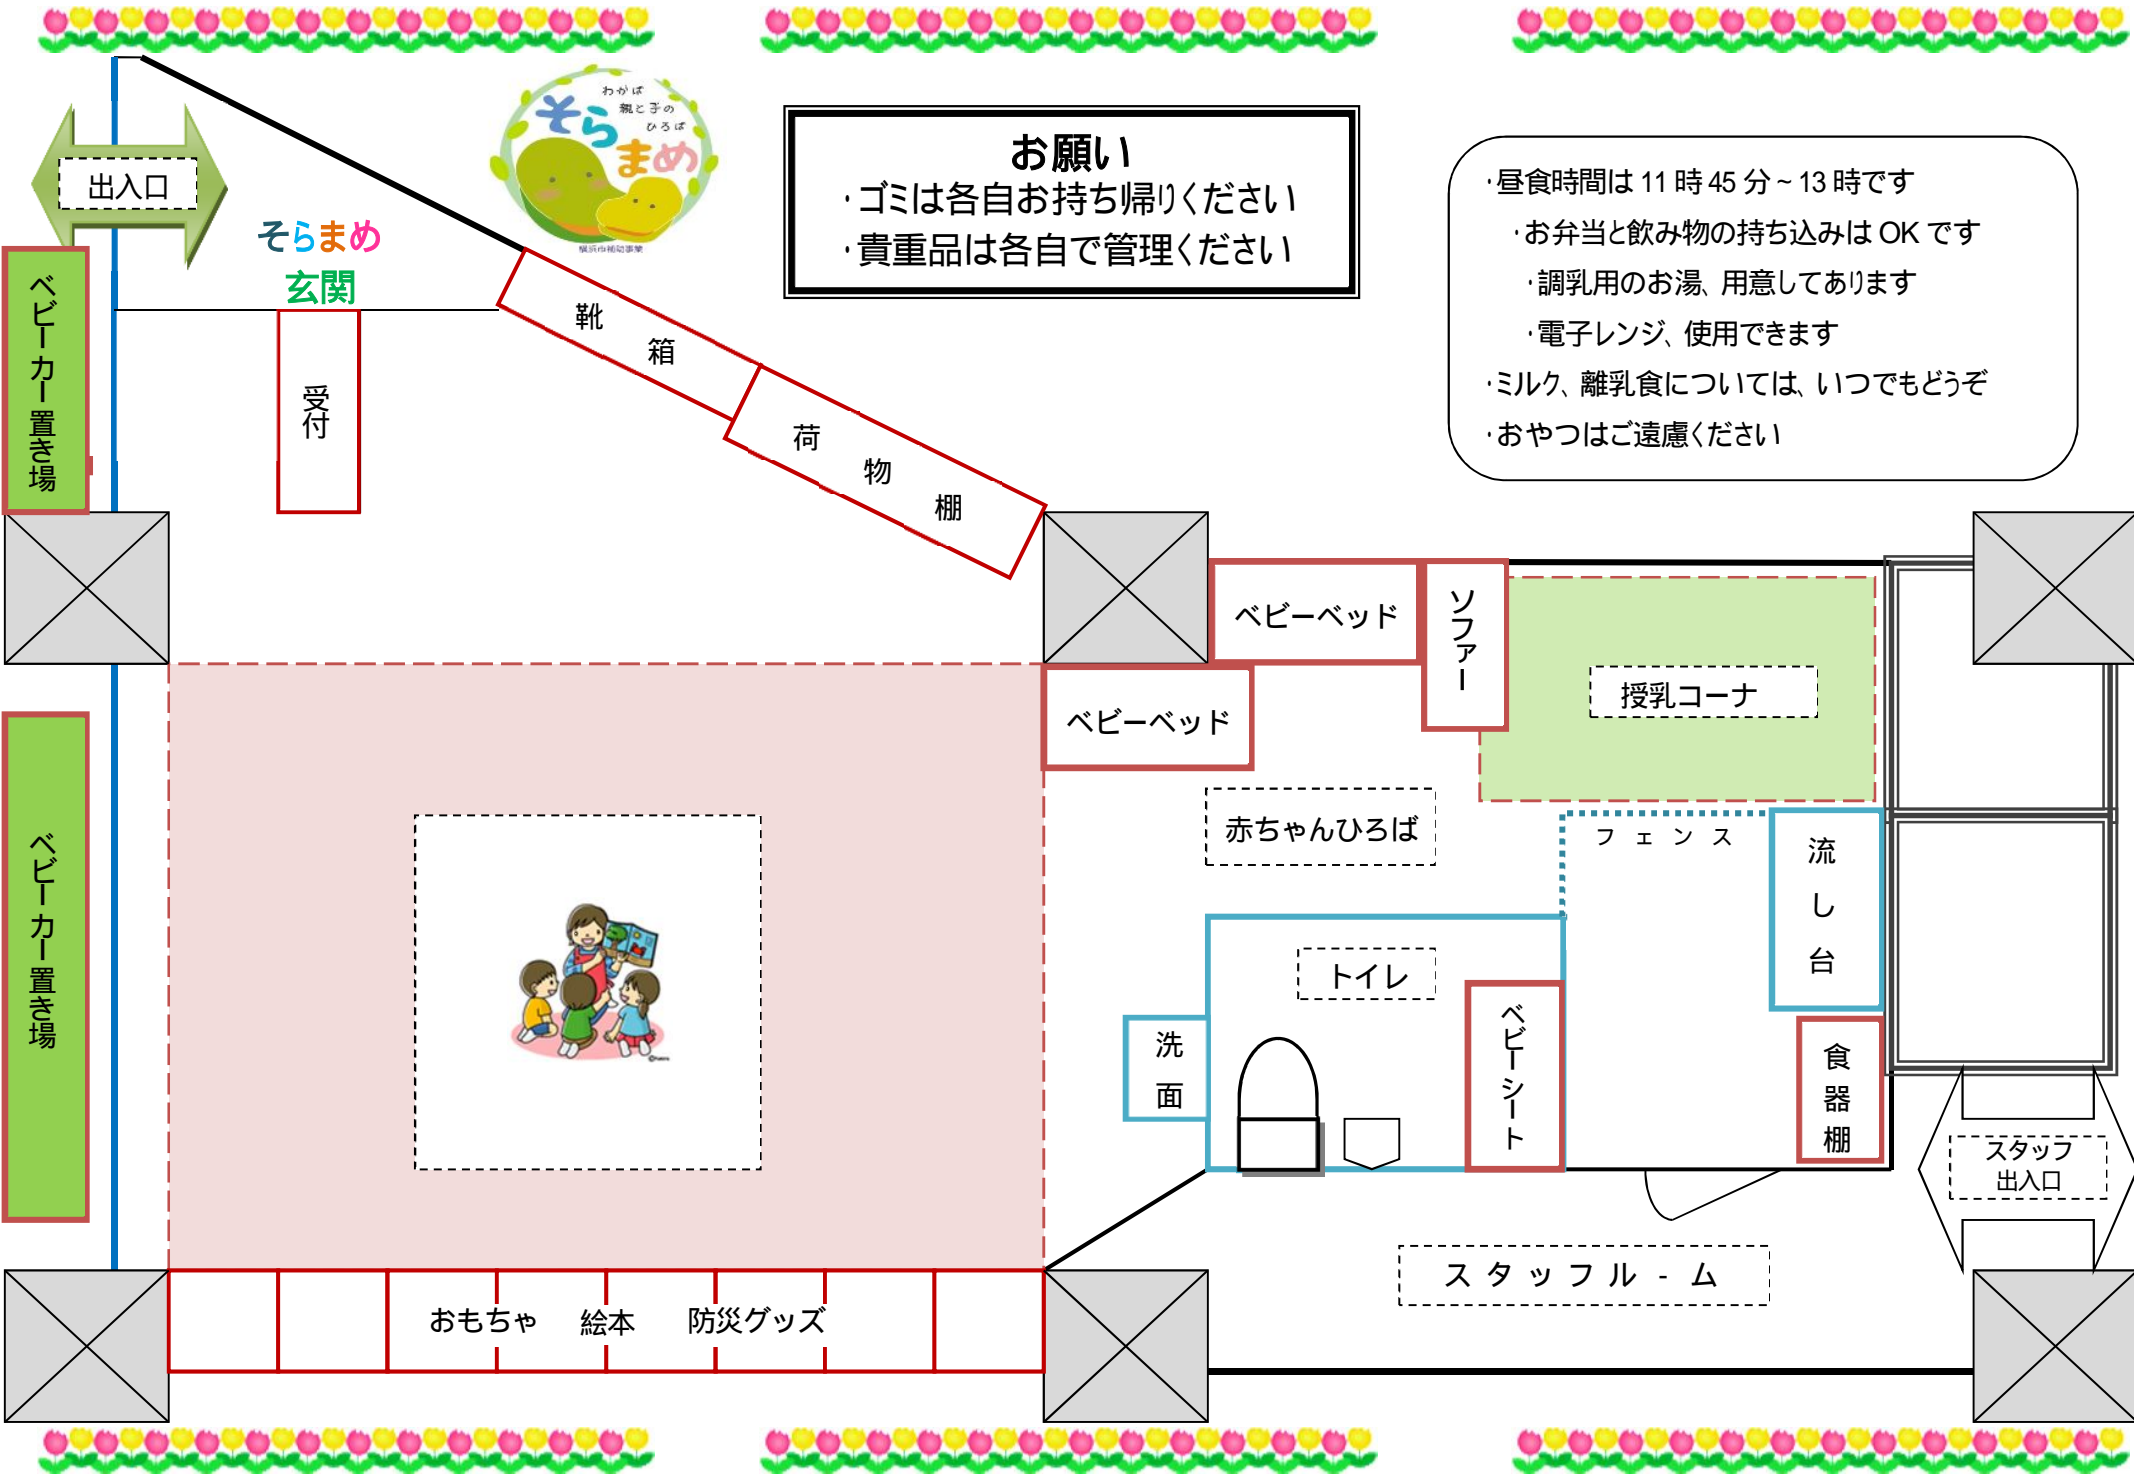 わかば
親と子の
ひろば
そらまめ
横浜市補助事業
出入口
そらまめ
玄関
お願い
・ゴミは各自お持ち帰りください
・貴重品は各自で管理ください
・昼食時間は 11 時 45 分~13 時です
・お弁当と飲み物の持ち込みは OK です
・調乳用のお湯、用意してあります
・電子レンジ、使用できます
・ミルク、離乳食については、いつでもどうぞ
・おやつはご遠慮ください
ベビーカー置き場
受付
靴箱
荷物棚
ベビーベッド
ソファー
授乳コーナ
ベビーベッド
赤ちゃんひろば
フェンス
流し台
ベビーカー置き場
トイレ
洗面
ベビーシート
食器棚
スタッフ
出入口
スタッフル-ム
おもちゃ 絵本 防災グッズ